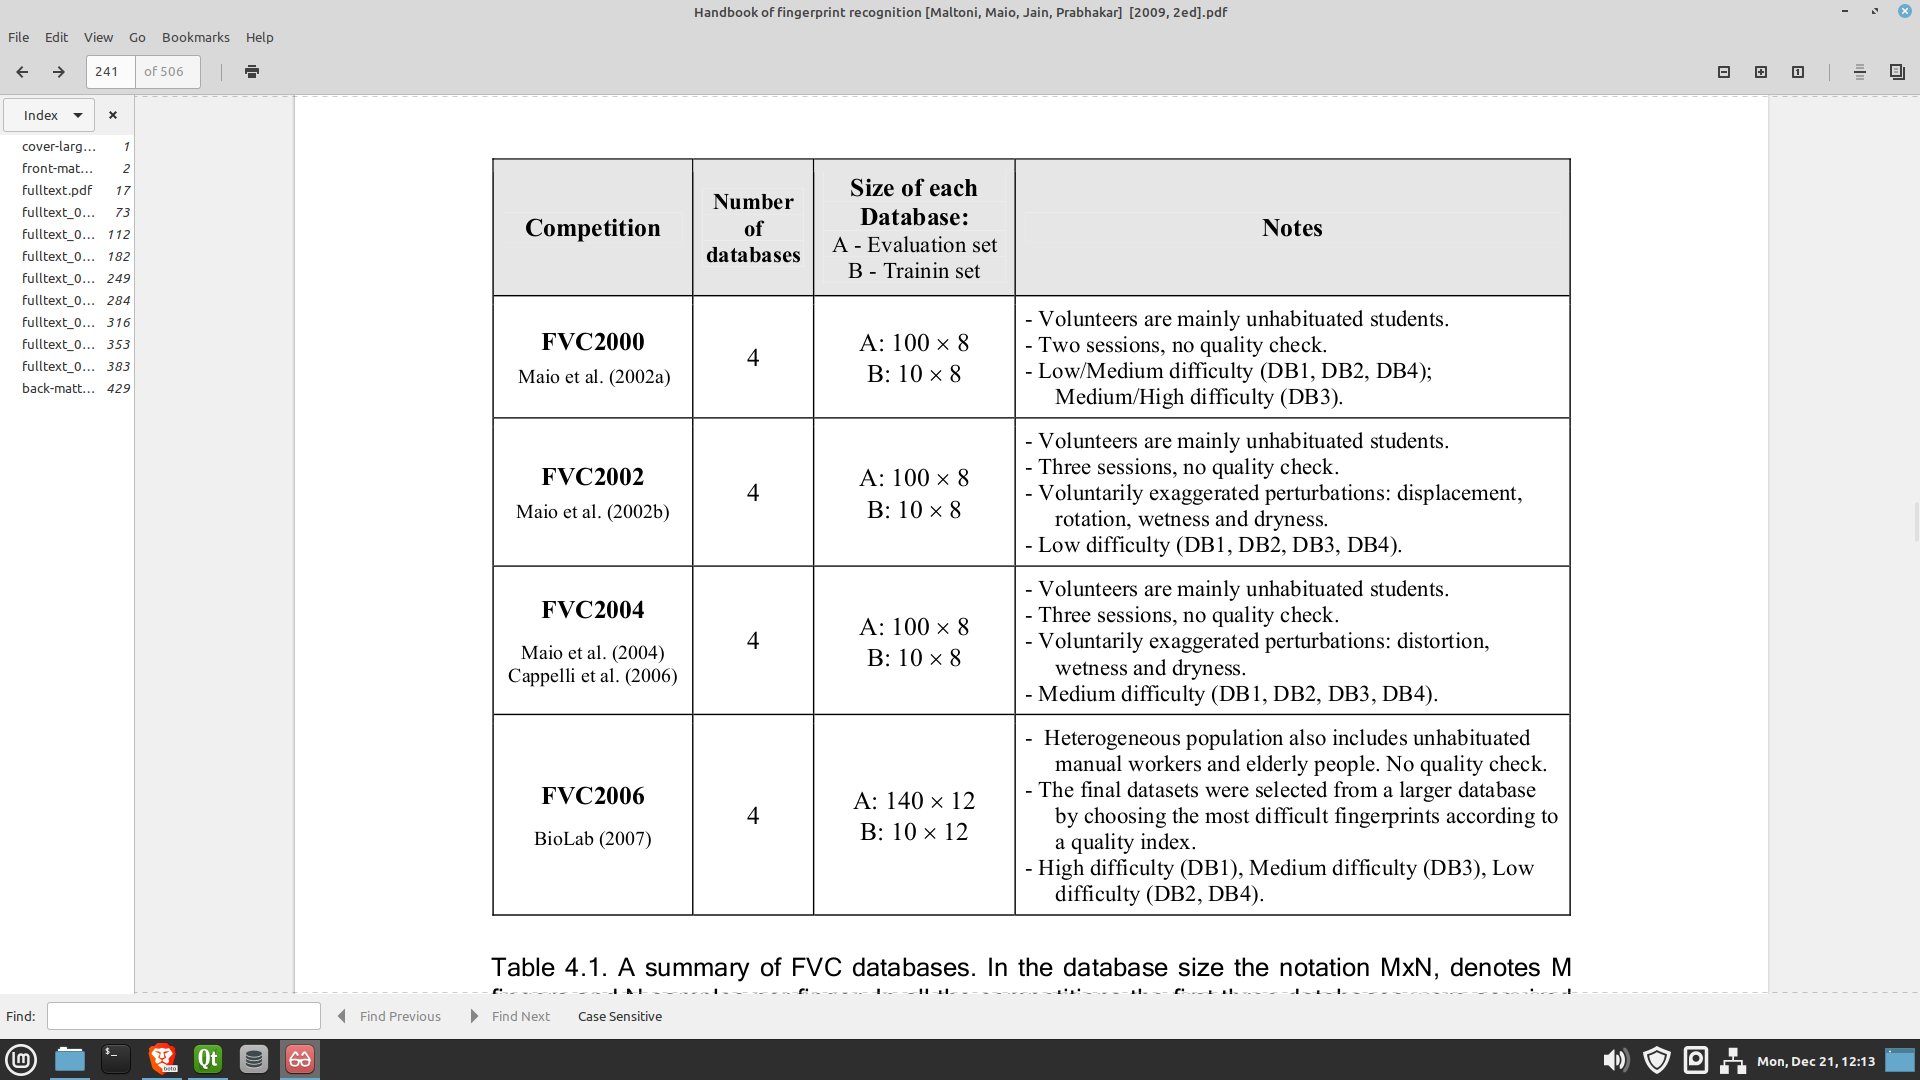 Handbook of fingerprint recognition [Maltoni, Maio, Jain, Prabhakar]  [2009, 2ed].pdf
File Edit View Go Bookmarks Help
241 of 506
Index
cover-larg... 1
front-mat... 2
fulltext.pdf 17
fulltext_0... 73
fulltext_0... 112
fulltext_0... 182
fulltext_0... 249
fulltext_0... 284
fulltext_0... 316
fulltext_0... 353
fulltext_0... 383
back-matt... 429
Competition
Number
of
databases
Size of each
Database:
A - Evaluation set
B - Trainin set
Notes
FVC2000
Maio et al. (2002a)
4
A: 100 × 8
B: 10 × 8
- Volunteers are mainly unhabituated students.
- Two sessions, no quality check.
- Low/Medium difficulty (DB1, DB2, DB4);
Medium/High difficulty (DB3).
FVC2002
Maio et al. (2002b)
4
A: 100 × 8
B: 10 × 8
- Volunteers are mainly unhabituated students.
- Three sessions, no quality check.
- Voluntarily exaggerated perturbations: displacement,
rotation, wetness and dryness.
- Low difficulty (DB1, DB2, DB3, DB4).
FVC2004
Maio et al. (2004)
Cappelli et al. (2006)
4
A: 100 × 8
B: 10 × 8
- Volunteers are mainly unhabituated students.
- Three sessions, no quality check.
- Voluntarily exaggerated perturbations: distortion,
wetness and dryness.
- Medium difficulty (DB1, DB2, DB3, DB4).
FVC2006
BioLab (2007)
4
A: 140 × 12
B: 10 × 12
- Heterogeneous population also includes unhabituated
manual workers and elderly people. No quality check.
- The final datasets were selected from a larger database
by choosing the most difficult fingerprints according to
a quality index.
- High difficulty (DB1), Medium difficulty (DB3), Low
difficulty (DB2, DB4).
Table 4.1. A summary of FVC databases. In the database size the notation MxN, denotes M
Find: Find Previous Find Next Case Sensitive
Qt
Mon, Dec 21, 12:13